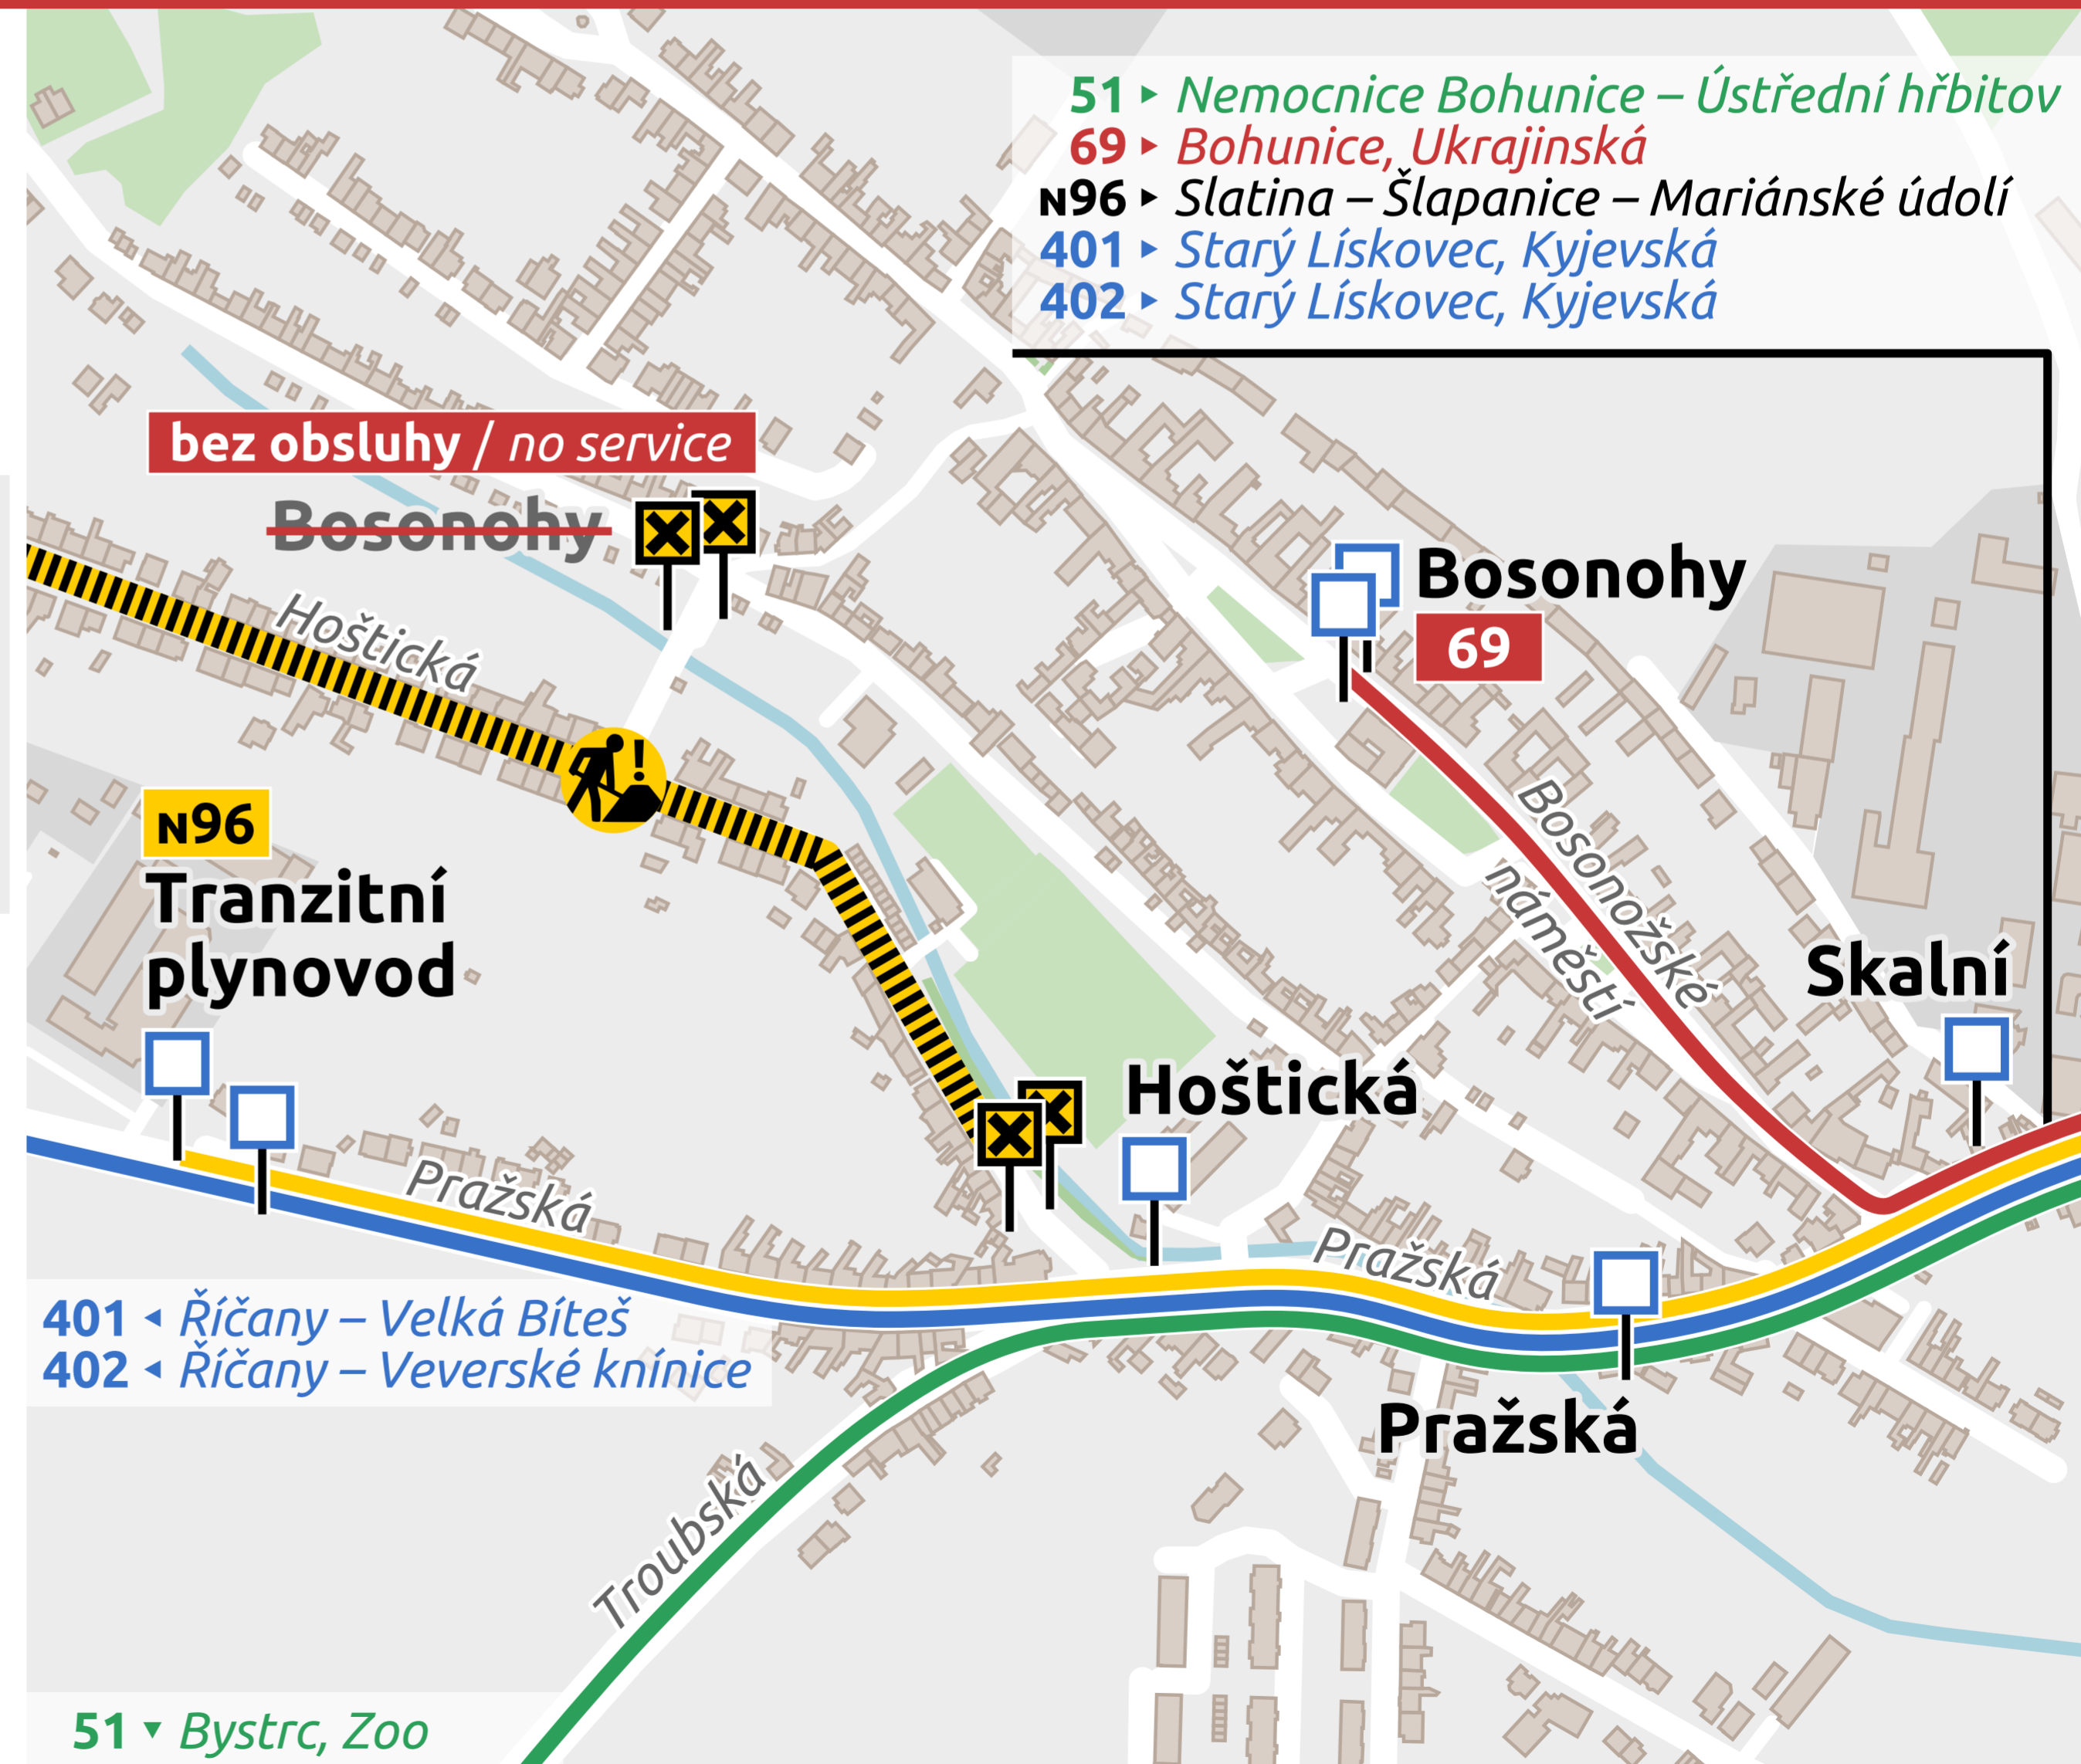 51 ▸ Nemocnice Bohunice – Ústřední hřbitov
69 ▸ Bohunice, Ukrajinská
N96 ▸ Slatina – Šlapanice – Mariánské údolí
401 ▸ Starý Lískovec, Kyjevská
402 ▸ Starý Lískovec, Kyjevská
bez obsluhy / no service
Bosonohy
Bosonohy
69
Hoštická
!
N96
Tranzitní
plynovod
Bosonožské
náměstí
Skalní
Hoštická
Pražská
Pražská
401 ◂ Říčany – Velká Bíteš
402 ◂ Říčany – Veverské knínice
Pražská
Troubská
51 ▾ Bystrc, Zoo